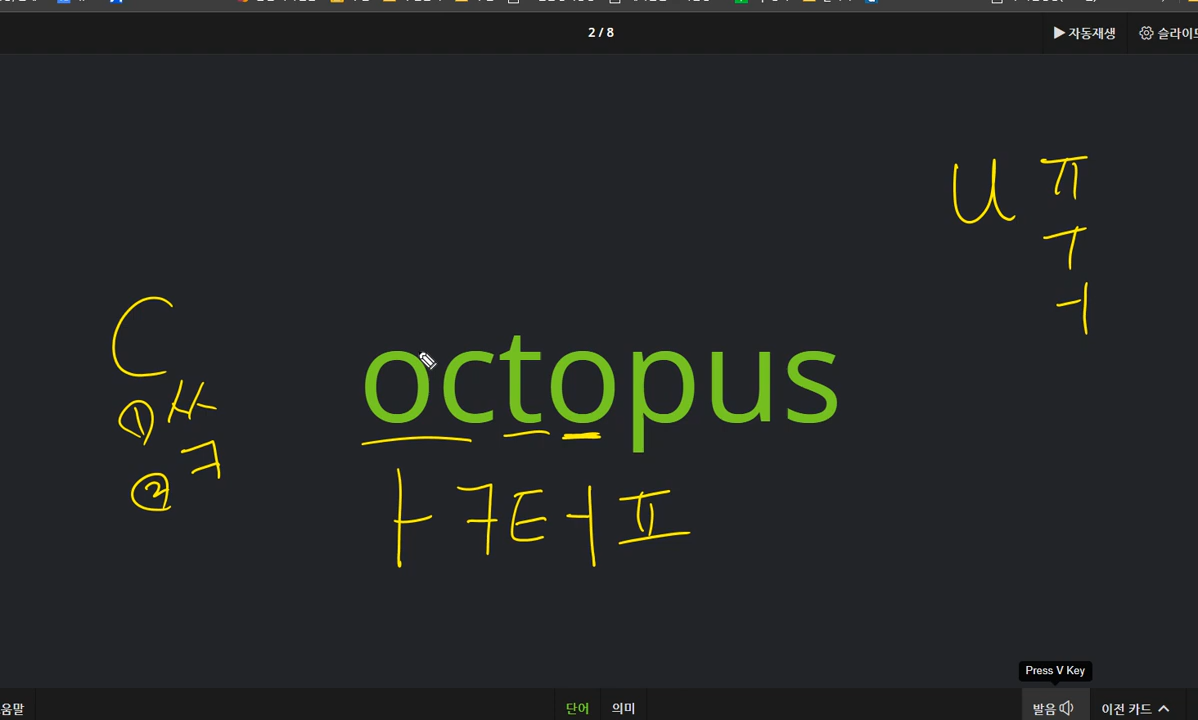 2 / 8
▶ 자동재생
슬라이드
U ㅠ
ㅜ
ㅓ
C
① ㅆ
② ㅋ
octopus
ㅏ ㅋ ㅌ ㅓ ㅍ
Press V Key
움말
단어
의미
발음
이전 카드